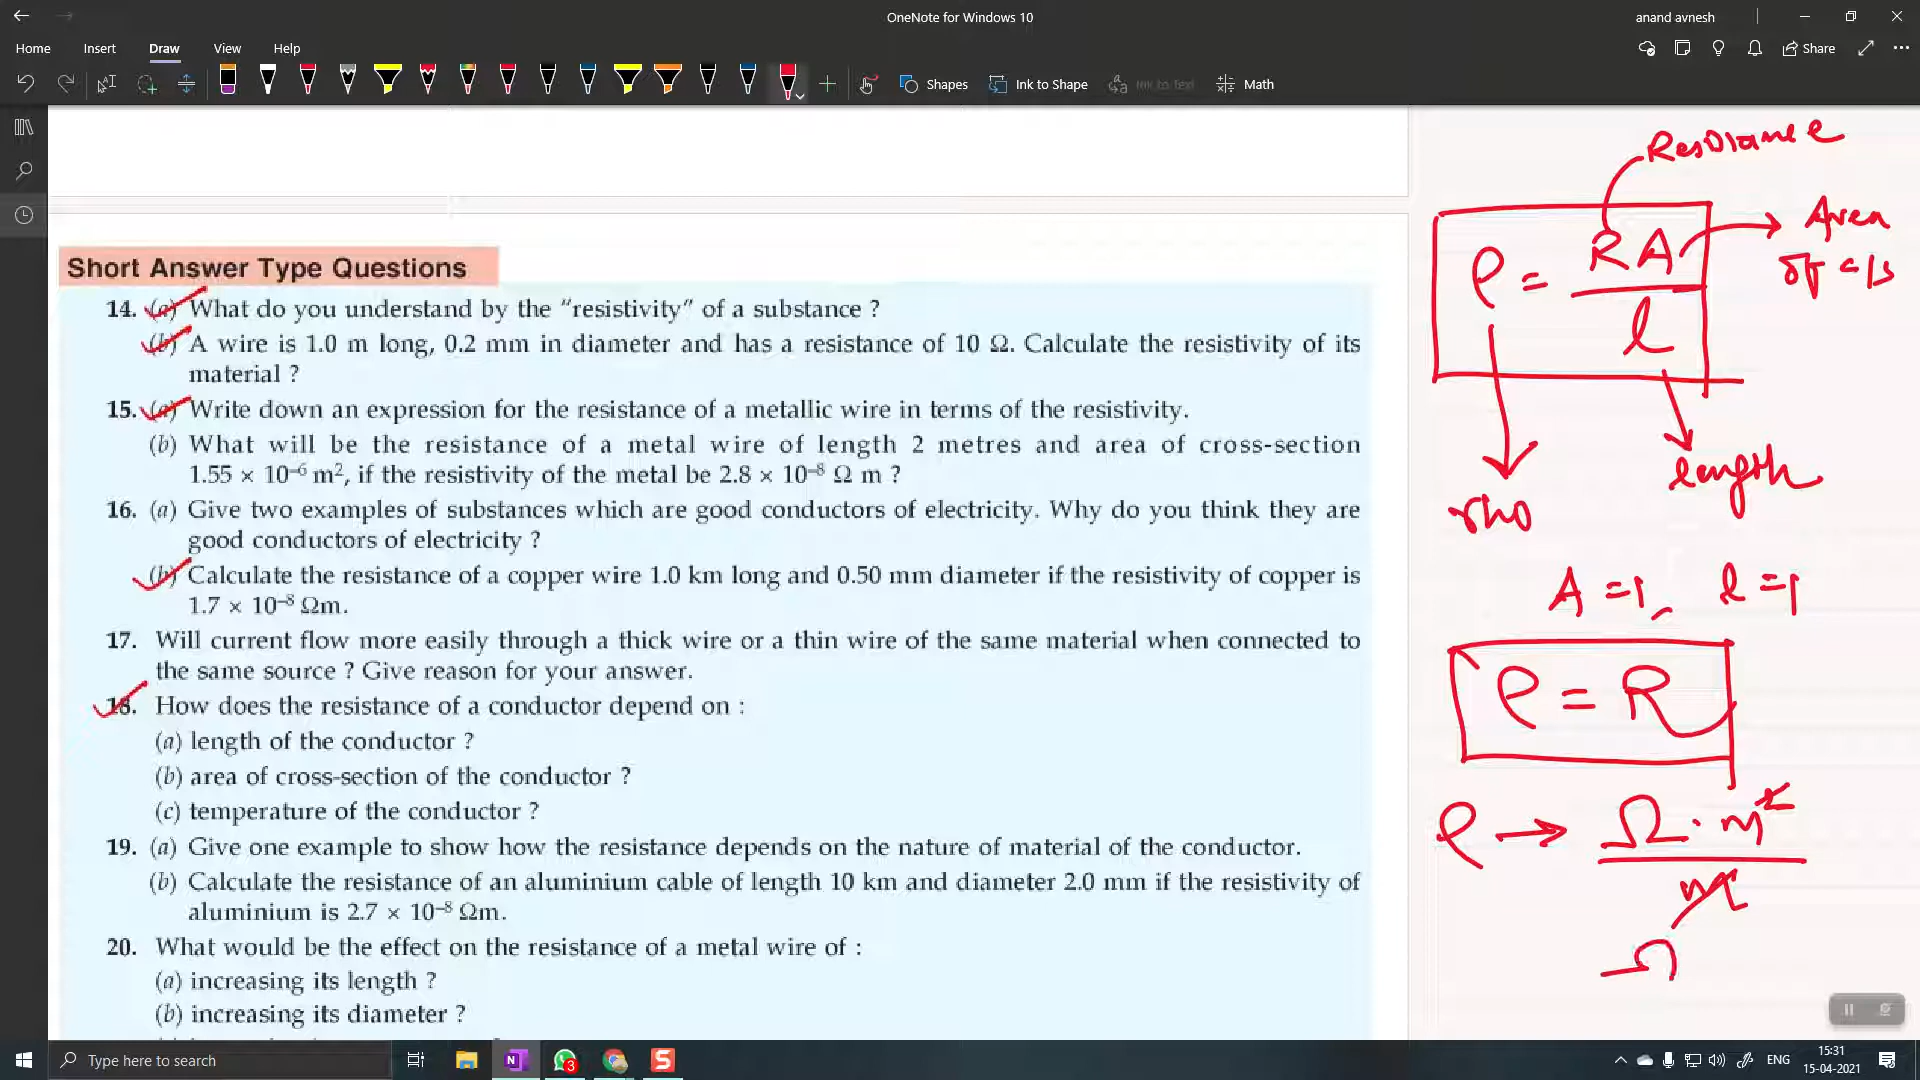 OneNote for Windows 10
anand avnesh
Home Insert Draw View Help
Share
Shapes
Ink to Shape
Ink to Text
Math
Short Answer Type Questions
14. (a) What do you understand by the “resistivity” of a substance ?
(b) A wire is 1.0 m long, 0.2 mm in diameter and has a resistance of 10 Ω. Calculate the resistivity of its
material ?
15. (a) Write down an expression for the resistance of a metallic wire in terms of the resistivity.
(b) What will be the resistance of a metal wire of length 2 metres and area of cross-section
1.55 × 10⁻⁶ m², if the resistivity of the metal be 2.8 × 10⁻⁸ Ω m ?
16. (a) Give two examples of substances which are good conductors of electricity. Why do you think they are
good conductors of electricity ?
(b) Calculate the resistance of a copper wire 1.0 km long and 0.50 mm diameter if the resistivity of copper is
1.7 × 10⁻⁸ Ωm.
17. Will current flow more easily through a thick wire or a thin wire of the same material when connected to
the same source ? Give reason for your answer.
18. How does the resistance of a conductor depend on :
(a) length of the conductor ?
(b) area of cross-section of the conductor ?
(c) temperature of the conductor ?
19. (a) Give one example to show how the resistance depends on the nature of material of the conductor.
(b) Calculate the resistance of an aluminium cable of length 10 km and diameter 2.0 mm if the resistivity of
aluminium is 2.7 × 10⁻⁸ Ωm.
20. What would be the effect on the resistance of a metal wire of :
(a) increasing its length ?
(b) increasing its diameter ?
Area
of c/s
ρ = RA
l
length
rho
A = 1, l = 1
ρ = R
ρ → Ω · m²
m
Ω
Type here to search
3
ENG
15:31
15-04-2021